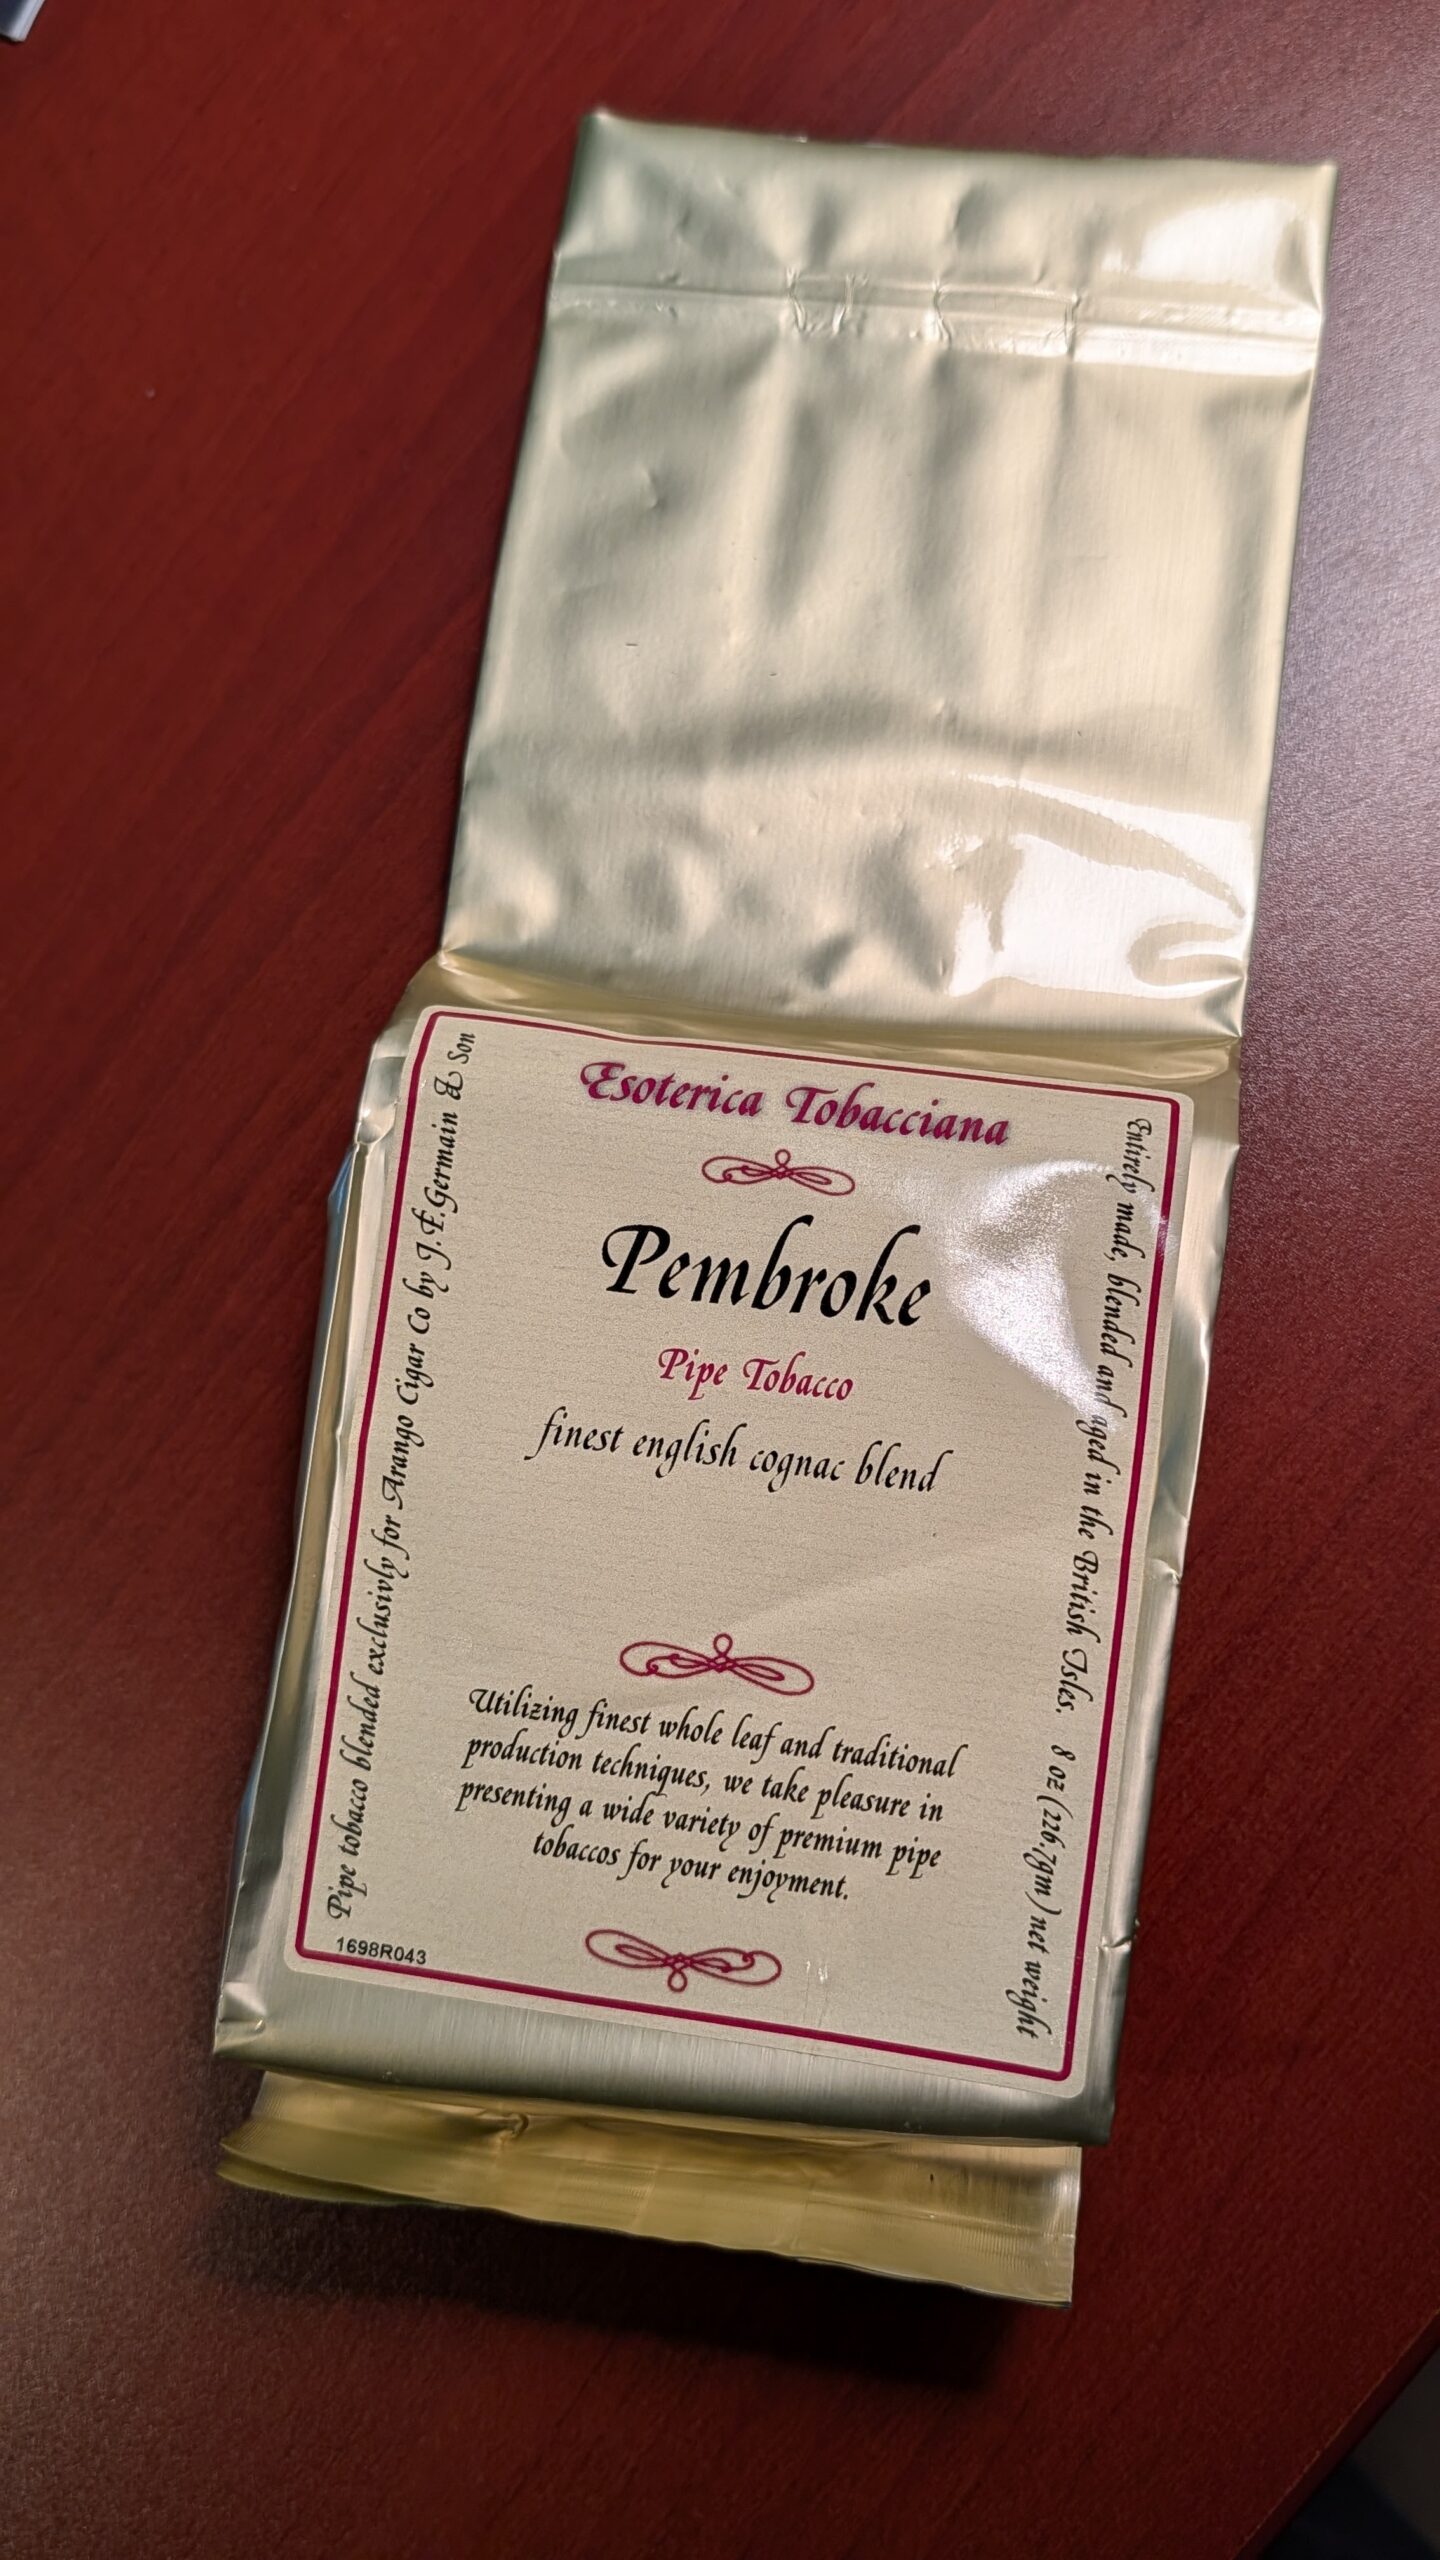 Esoterica Tobacciana
Pembroke
Pipe Tobacco
finest english cognac blend
Utilizing finest whole leaf and traditional
production techniques, we take pleasure in
presenting a wide variety of premium pipe
tobaccos for your enjoyment.
Pipe tobacco blended exclusivly for Arango Cigar Co by J.F.Germain & Son
Entirely made, blended and aged in the British Isles. 8 oz (226.7gm) net weight
1698R043